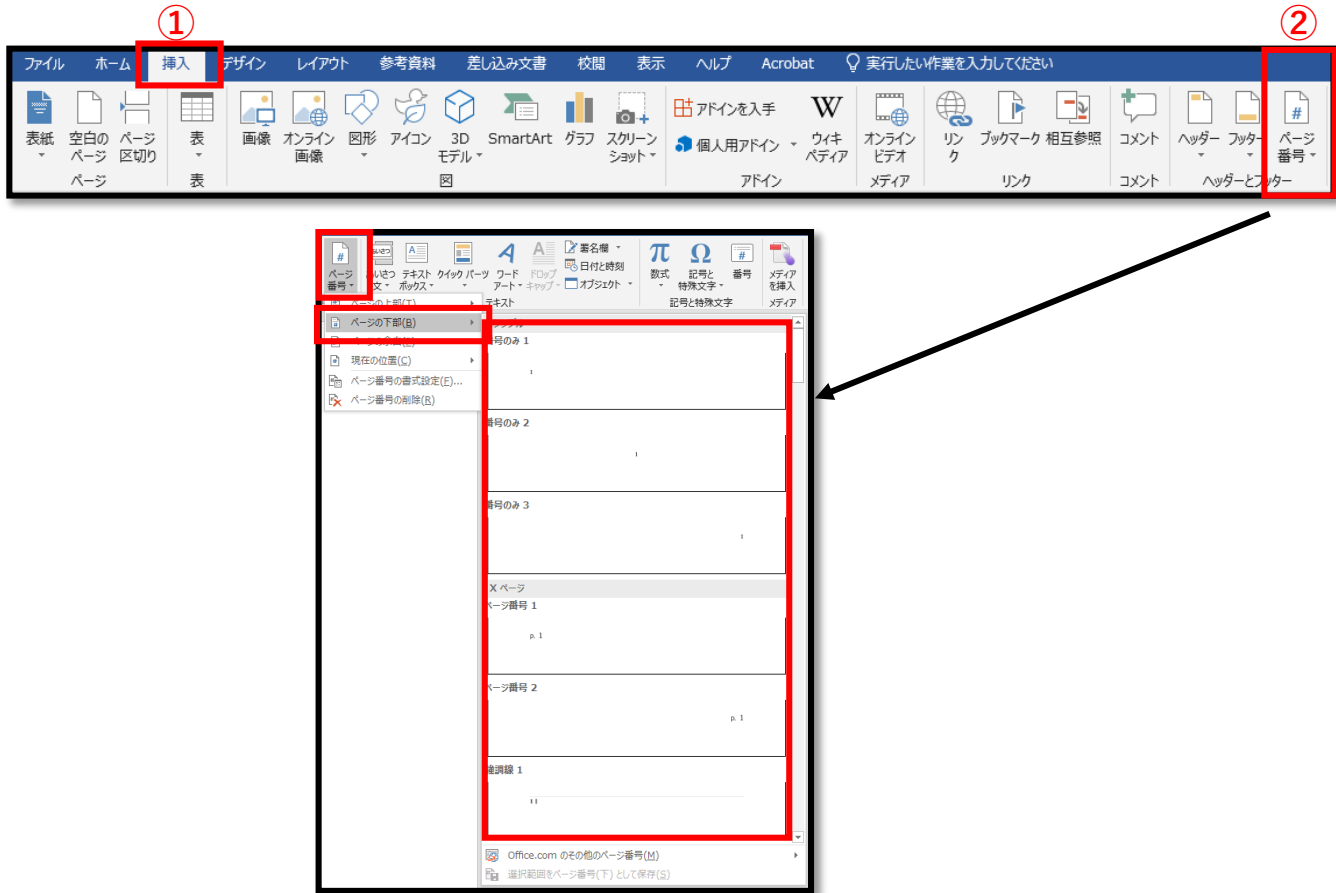 ①
②
ファイル ホーム 挿入 デザイン レイアウト 参考資料 差し込み文書 校閲 表示 ヘルプ Acrobat 実行したい作業を入力してください
表紙 空白の ページ 表 画像 オンライン 図形 アイコン 3D SmartArt グラフ スクリーン アドインを入手 W ウィキ オンライン リン ブックマーク 相互参照 コメント ヘッダー フッター ページ
ページ 区切り 画像 モデル ショット 個人用アドイン ペディア ビデオ ク 番号
ページ 表 図 アドイン メディア リンク コメント ヘッダーとフッター
ページ テキスト クイック パーツ ワード ドロップ 署名欄 π 数式 Ω 記号と # 番号 メディア
番号 文 ボックス アート キャップ 日付と時刻 特殊文字 を挿入
オブジェクト
ページの上部(T) テキスト 記号と特殊文字 メディア
ページの下部(B)
番号のみ 1
現在の位置(C)
1
ページ番号の書式設定(F)...
ページ番号の削除(R)
番号のみ 2
1
番号のみ 3
1
X ページ
ページ番号 1
p. 1
ページ番号 2
p. 1
強調線 1
1 |
Office.com のその他のページ番号(M)
選択範囲をページ番号(下) として保存(S)